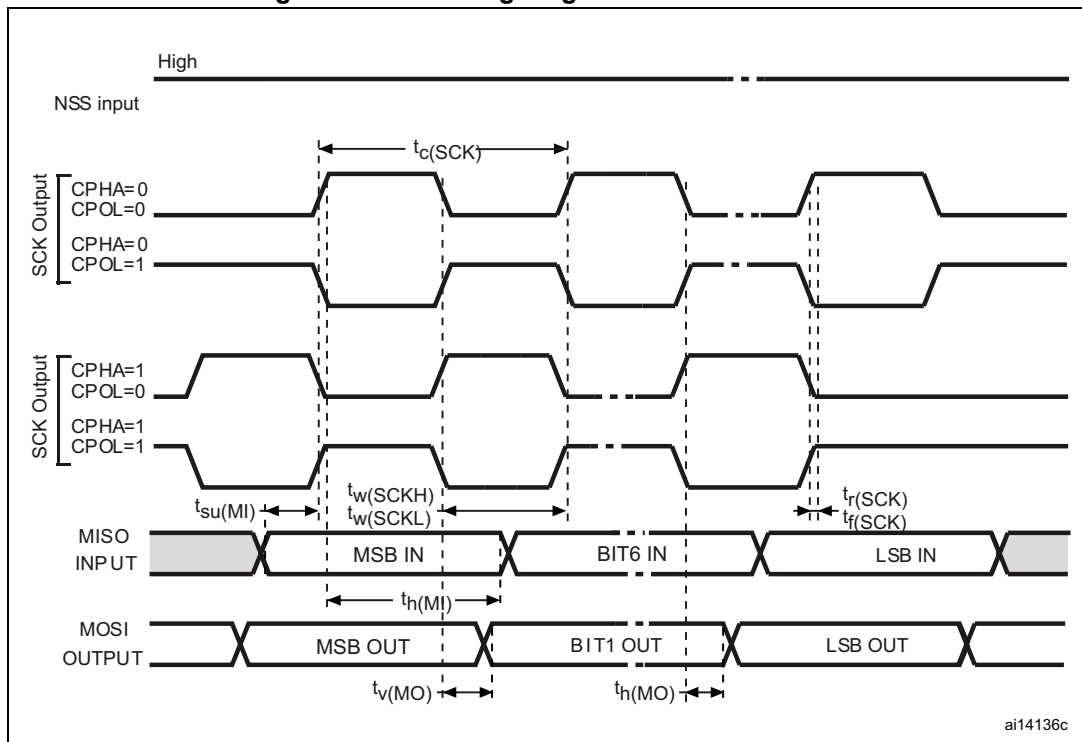 High
NSS input
tc(SCK)
SCK Output
CPHA=0
CPOL=0
CPHA=0
CPOL=1
SCK Output
CPHA=1
CPOL=0
CPHA=1
CPOL=1
tsu(MI)
tw(SCKH)
tw(SCKL)
tr(SCK)
tf(SCK)
MISO
INPUT
MSB IN
BIT6 IN
LSB IN
th(MI)
MOSI
OUTPUT
MSB OUT
BIT1 OUT
LSB OUT
tv(MO)
th(MO)
ai14136c